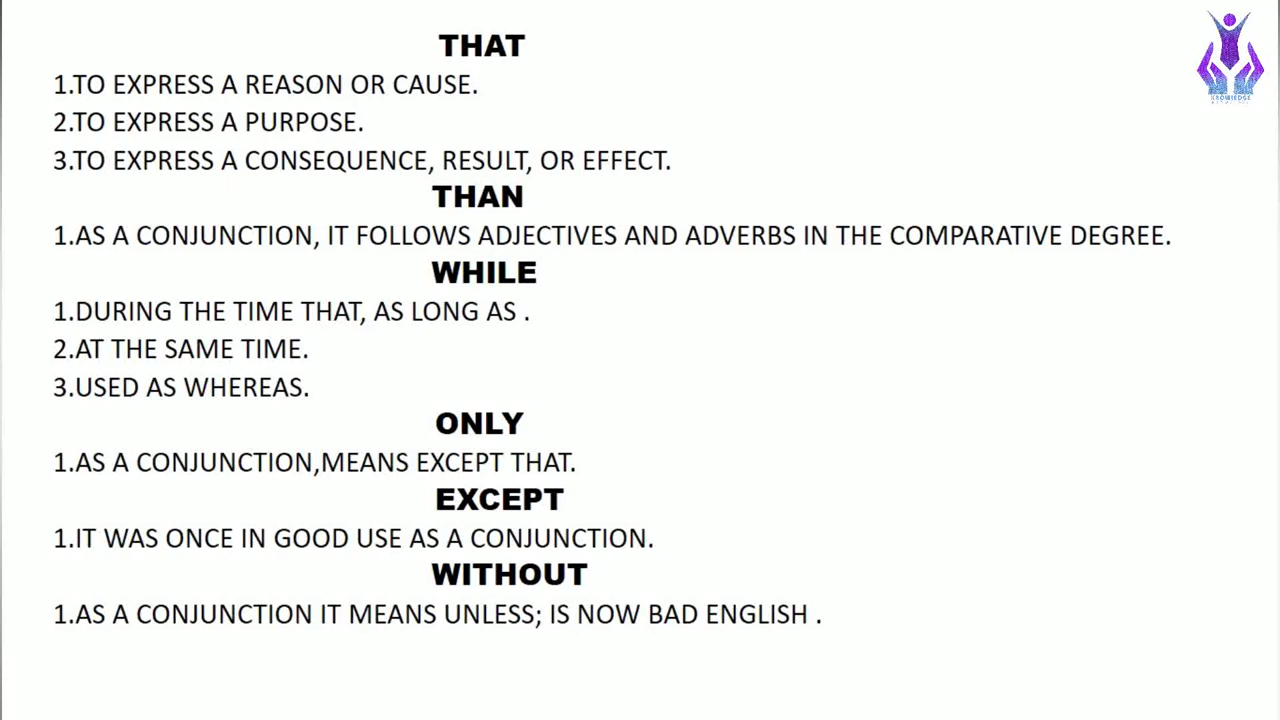 THAT
1.TO EXPRESS A REASON OR CAUSE.
2.TO EXPRESS A PURPOSE.
3.TO EXPRESS A CONSEQUENCE, RESULT, OR EFFECT.
THAN
1.AS A CONJUNCTION, IT FOLLOWS ADJECTIVES AND ADVERBS IN THE COMPARATIVE DEGREE.
WHILE
1.DURING THE TIME THAT, AS LONG AS .
2.AT THE SAME TIME.
3.USED AS WHEREAS.
ONLY
1.AS A CONJUNCTION,MEANS EXCEPT THAT.
EXCEPT
1.IT WAS ONCE IN GOOD USE AS A CONJUNCTION.
WITHOUT
1.AS A CONJUNCTION IT MEANS UNLESS; IS NOW BAD ENGLISH .
KNOWLEDGE